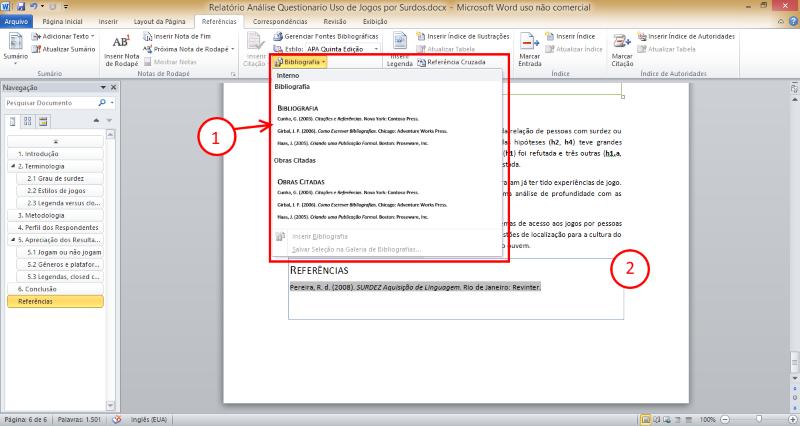 Relatório Análise Questionario Uso de Jogos por Surdos.docx - Microsoft Word uso não comercial
Arquivo Página Inicial Inserir Layout da Página Referências Correspondências Revisão Exibição
Sumário
Adicionar Texto
Atualizar Sumário
Sumário
AB¹
Inserir Nota de Rodapé
Inserir Nota de Fim
Próxima Nota de Rodapé
Mostrar Notas
Notas de Rodapé
Gerenciar Fontes Bibliográficas
Estilo: APA Quinta Edição
Bibliografia
Inserir Legenda
Inserir Índice de Ilustrações
Atualizar Tabela
Referência Cruzada
Marcar Entrada
Inserir Índice
Atualizar Índice
Índice
Marcar Citação
Inserir Índice de Autoridades
Atualizar Tabela
Índice de Autoridades
Navegação
Pesquisar Documento
1. Introdução
2. Terminologia
2.1 Grau de surdez
2.2 Estilos de jogos
2.3 Legenda versus clo...
3. Metodologia
4. Perfil dos Respondentes
5. Apreciação dos Resulta...
5.1 Jogam ou não jogam
5.2 Géneros e platafor...
5.3 Legendas, closed c...
6. Conclusão
Referências
1
Interno
Bibliografia
BIBLIOGRAFIA
Cunha, G. (2003). Citações e Referências. Nova York: Contoso Press.
Girbal, J. F. (2006). Como Escrever Bibliografias. Chicago: Adventure Works Press.
Haas, J. (2005). Criando uma Publicação Formal. Boston: Proseware, Inc.
Obras Citadas
OBRAS CITADAS
Cunha, G. (2003). Citações e Referências. Nova York: Contoso Press.
Girbal, J. F. (2006). Como Escrever Bibliografias. Chicago: Adventure Works Press.
Haas, J. (2005). Criando uma Publicação Formal. Boston: Proseware, Inc.
Inserir Bibliografia
Salvar Seleção na Galeria de Bibliografias...
da relação de pessoas com surdez ou
das hipóteses (h2, h4) teve grandes
(h1) foi refutada e três outras (h1.a,
stada.
ram já ter tido experiências de jogo.
ma análise de profundidade com as
emas de acesso aos jogos por pessoas
stões de localização para a cultura do
o ouvem.
REFERÊNCIAS
Pereira, R. d. (2008). SURDEZ Aquisição de Linguagem. Rio de Janeiro: Revinter.
2
Página: 6 de 6 Palavras: 1.501 Inglês (EUA) 100%